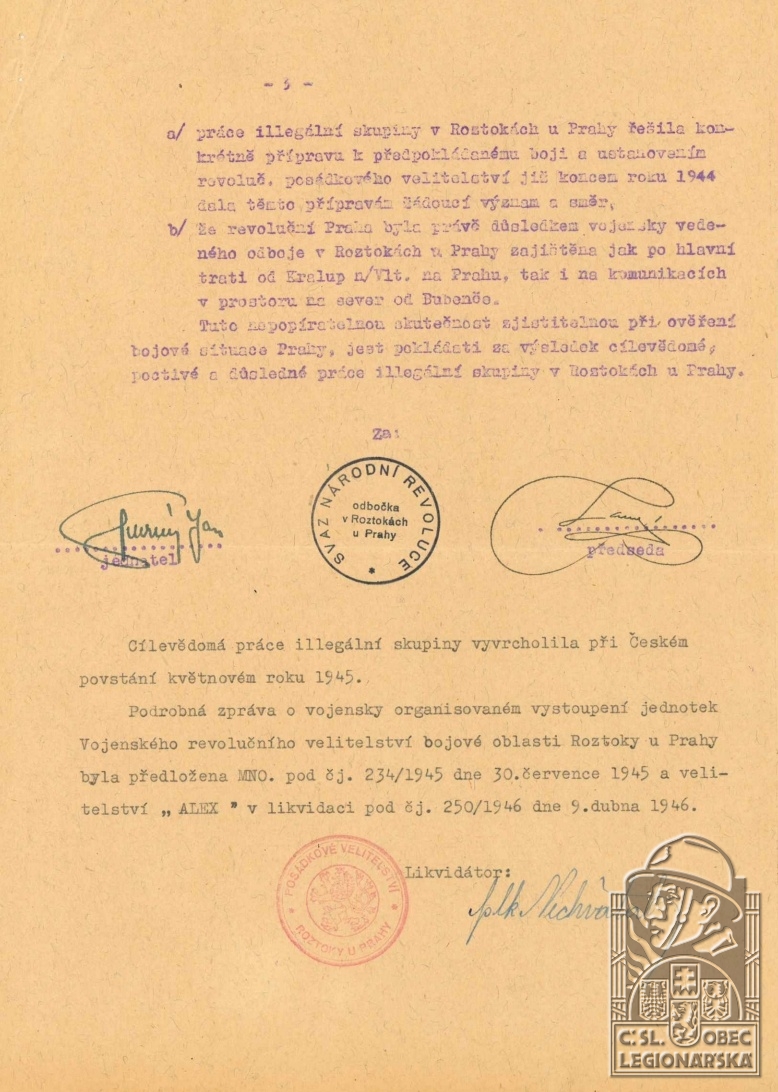 - 3 -
a/ práce illegální skupiny v Rostokách u Prahy řešila kon-
krétně přípravu k předpokládanému boji a ustanovením
revoluč. posádkového velitelství již koncem roku 1944
dala těmto přípravám žádoucí význam a směr,
b/ že revoluční Praha byla právě důsledkem vojensky vede-
ného odboje v Roztokách u Prahy zajištěna jak po hlavní
trati od Kralup n/Vlt. na Prahu, tak i na komunikacích
v prostoru na sever od Bubenče.
Tuto nepopíratelnou skutečnost zjistitelnou při ověření
bojové situace Prahy, jest pokládati za výsledek cílevědomé,
poctivé a důsledné práce illegální skupiny v Roztokách u Prahy.
Za:
SVAZ NÁRODNÍ REVOLUCE
odbočka
v Roztokách
u Prahy
*
Jan
jednatel
předseda
Cílevědomá práce illegální skupiny vyvrcholila při Českém
povstání květnovém roku 1945.
Podrobná zpráva o vojensky organisovaném vystoupení jednotek
Vojenského revolučního velitelství bojové oblasti Roztoky u Prahy
byla předložena MNO. pod čj. 234/1945 dne 30.července 1945 a veli-
telství „ ALEX " v likvidaci pod čj. 250/1946 dne 9.dubna 1946.
Likvidátor:
plk
POSÁDKOVÉ VELITELSTVÍ
ROZTOKY U PRAHY
Č.SL. OBEC
LEGIONÁŘSKÁ